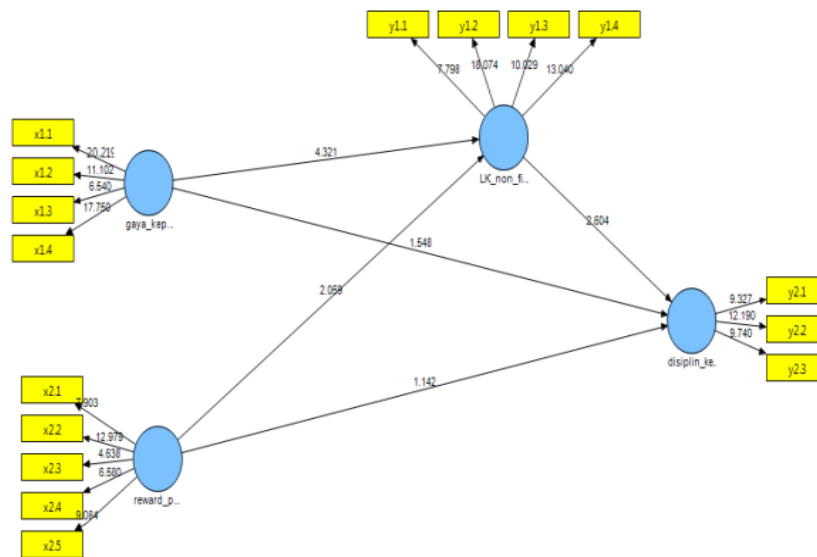 y1.1
y1.2
y1.3
y1.4
7.798
18.074
10.029
13.040
LK_non_fi...
x1.1
x1.2
x1.3
x1.4
20.219
11.102
6.540
17.750
gaya_kep...
4.321
1.548
2.604
2.059
1.142
y2.1
y2.2
y2.3
9.327
12.190
9.740
disiplin_ke..
x2.1
x2.2
x2.3
x2.4
x2.5
7.903
12.979
4.638
6.580
9.084
reward_p...